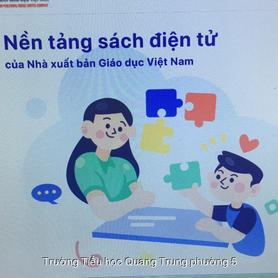 Nền tảng sách điện tử
của Nhà xuất bản Giáo dục Việt Nam
Trường Tiểu học Quang Trung phường 5